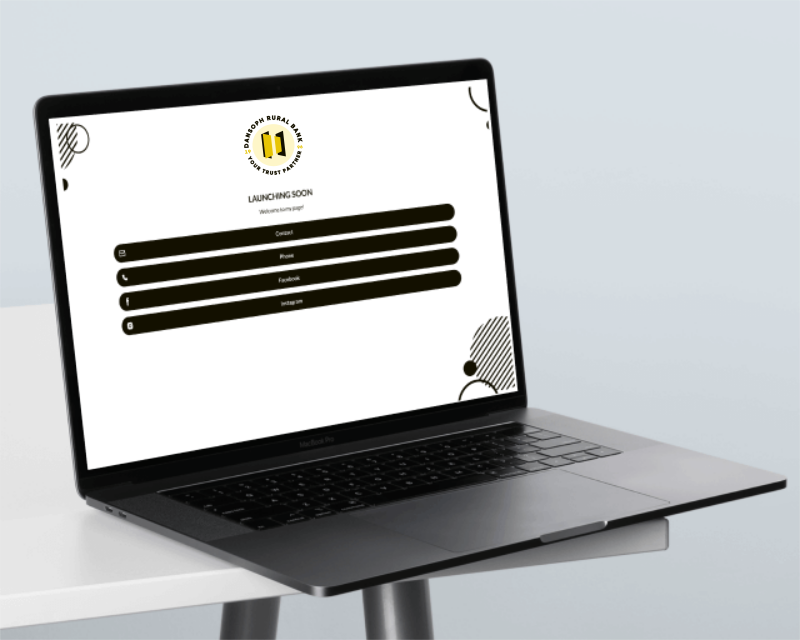 DANSOPH RURAL BANK
YOUR TRUST PARTNER
LAUNCHING SOON
Welcome to my page!
Contact
Phone
Facebook
Instagram
MacBook Pro